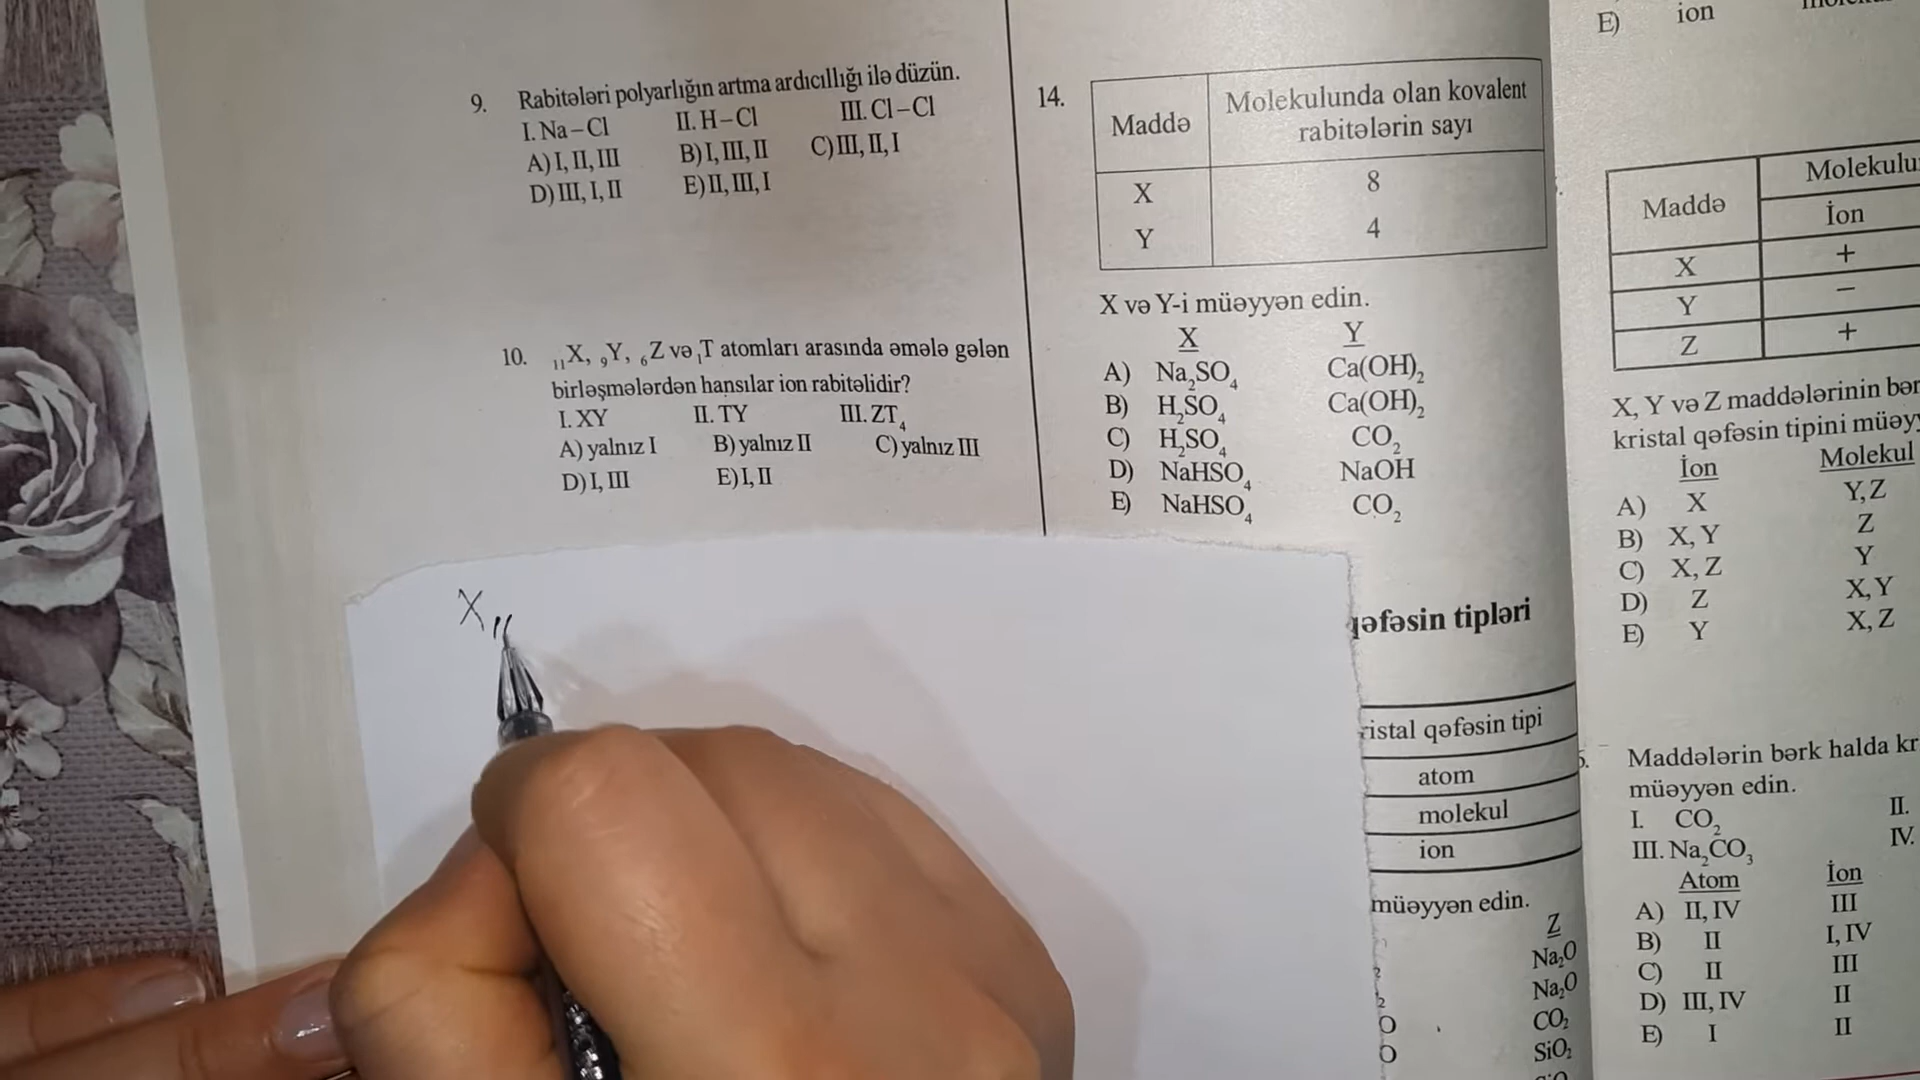 9. Rabitələri polyarlığın artma ardıcıllığı ilə düzün.
I. Na–Cl II. H–Cl III. Cl–Cl
A) I, II, III B) I, III, II C) III, II, I
D) III, I, II E) II, III, I
10. ₁₁X, ₉Y, ₆Z və ₁T atomları arasında əmələ gələn
birləşmələrdən hansılar ion rabitəlidir?
I. XY II. TY III. ZT₄
A) yalnız I B) yalnız II C) yalnız III
D) I, III E) I, II
X
14.
Maddə
Molekulunda olan kovalent
rabitələrin sayı
X 8
Y 4
X və Y-i müəyyən edin.
X Y
A) Na₂SO₄ Ca(OH)₂
B) H₂SO₄ Ca(OH)₂
C) H₂SO₄ CO₂
D) NaHSO₄ NaOH
E) NaHSO₄ CO₂
qəfəsin tipləri
ristal qəfəsin tipi
atom
molekul
ion
müəyyən edin.
Z
Na₂O
Na₂O
O CO₂
O SiO₂
E) ion
Maddə Molekulu
İon
X +
Y –
Z +
X, Y və Z maddələrinin bər
kristal qəfəsin tipini müəyy
İon Molekul
A) X Y, Z
B) X, Y Z
C) X, Z Y
D) Z X, Y
E) Y X, Z
Maddələrin bərk halda kr
müəyyən edin.
I. CO₂ II.
III. Na₂CO₃ IV.
Atom İon
A) II, IV III
B) II I, IV
C) II III
D) III, IV II
E) I II